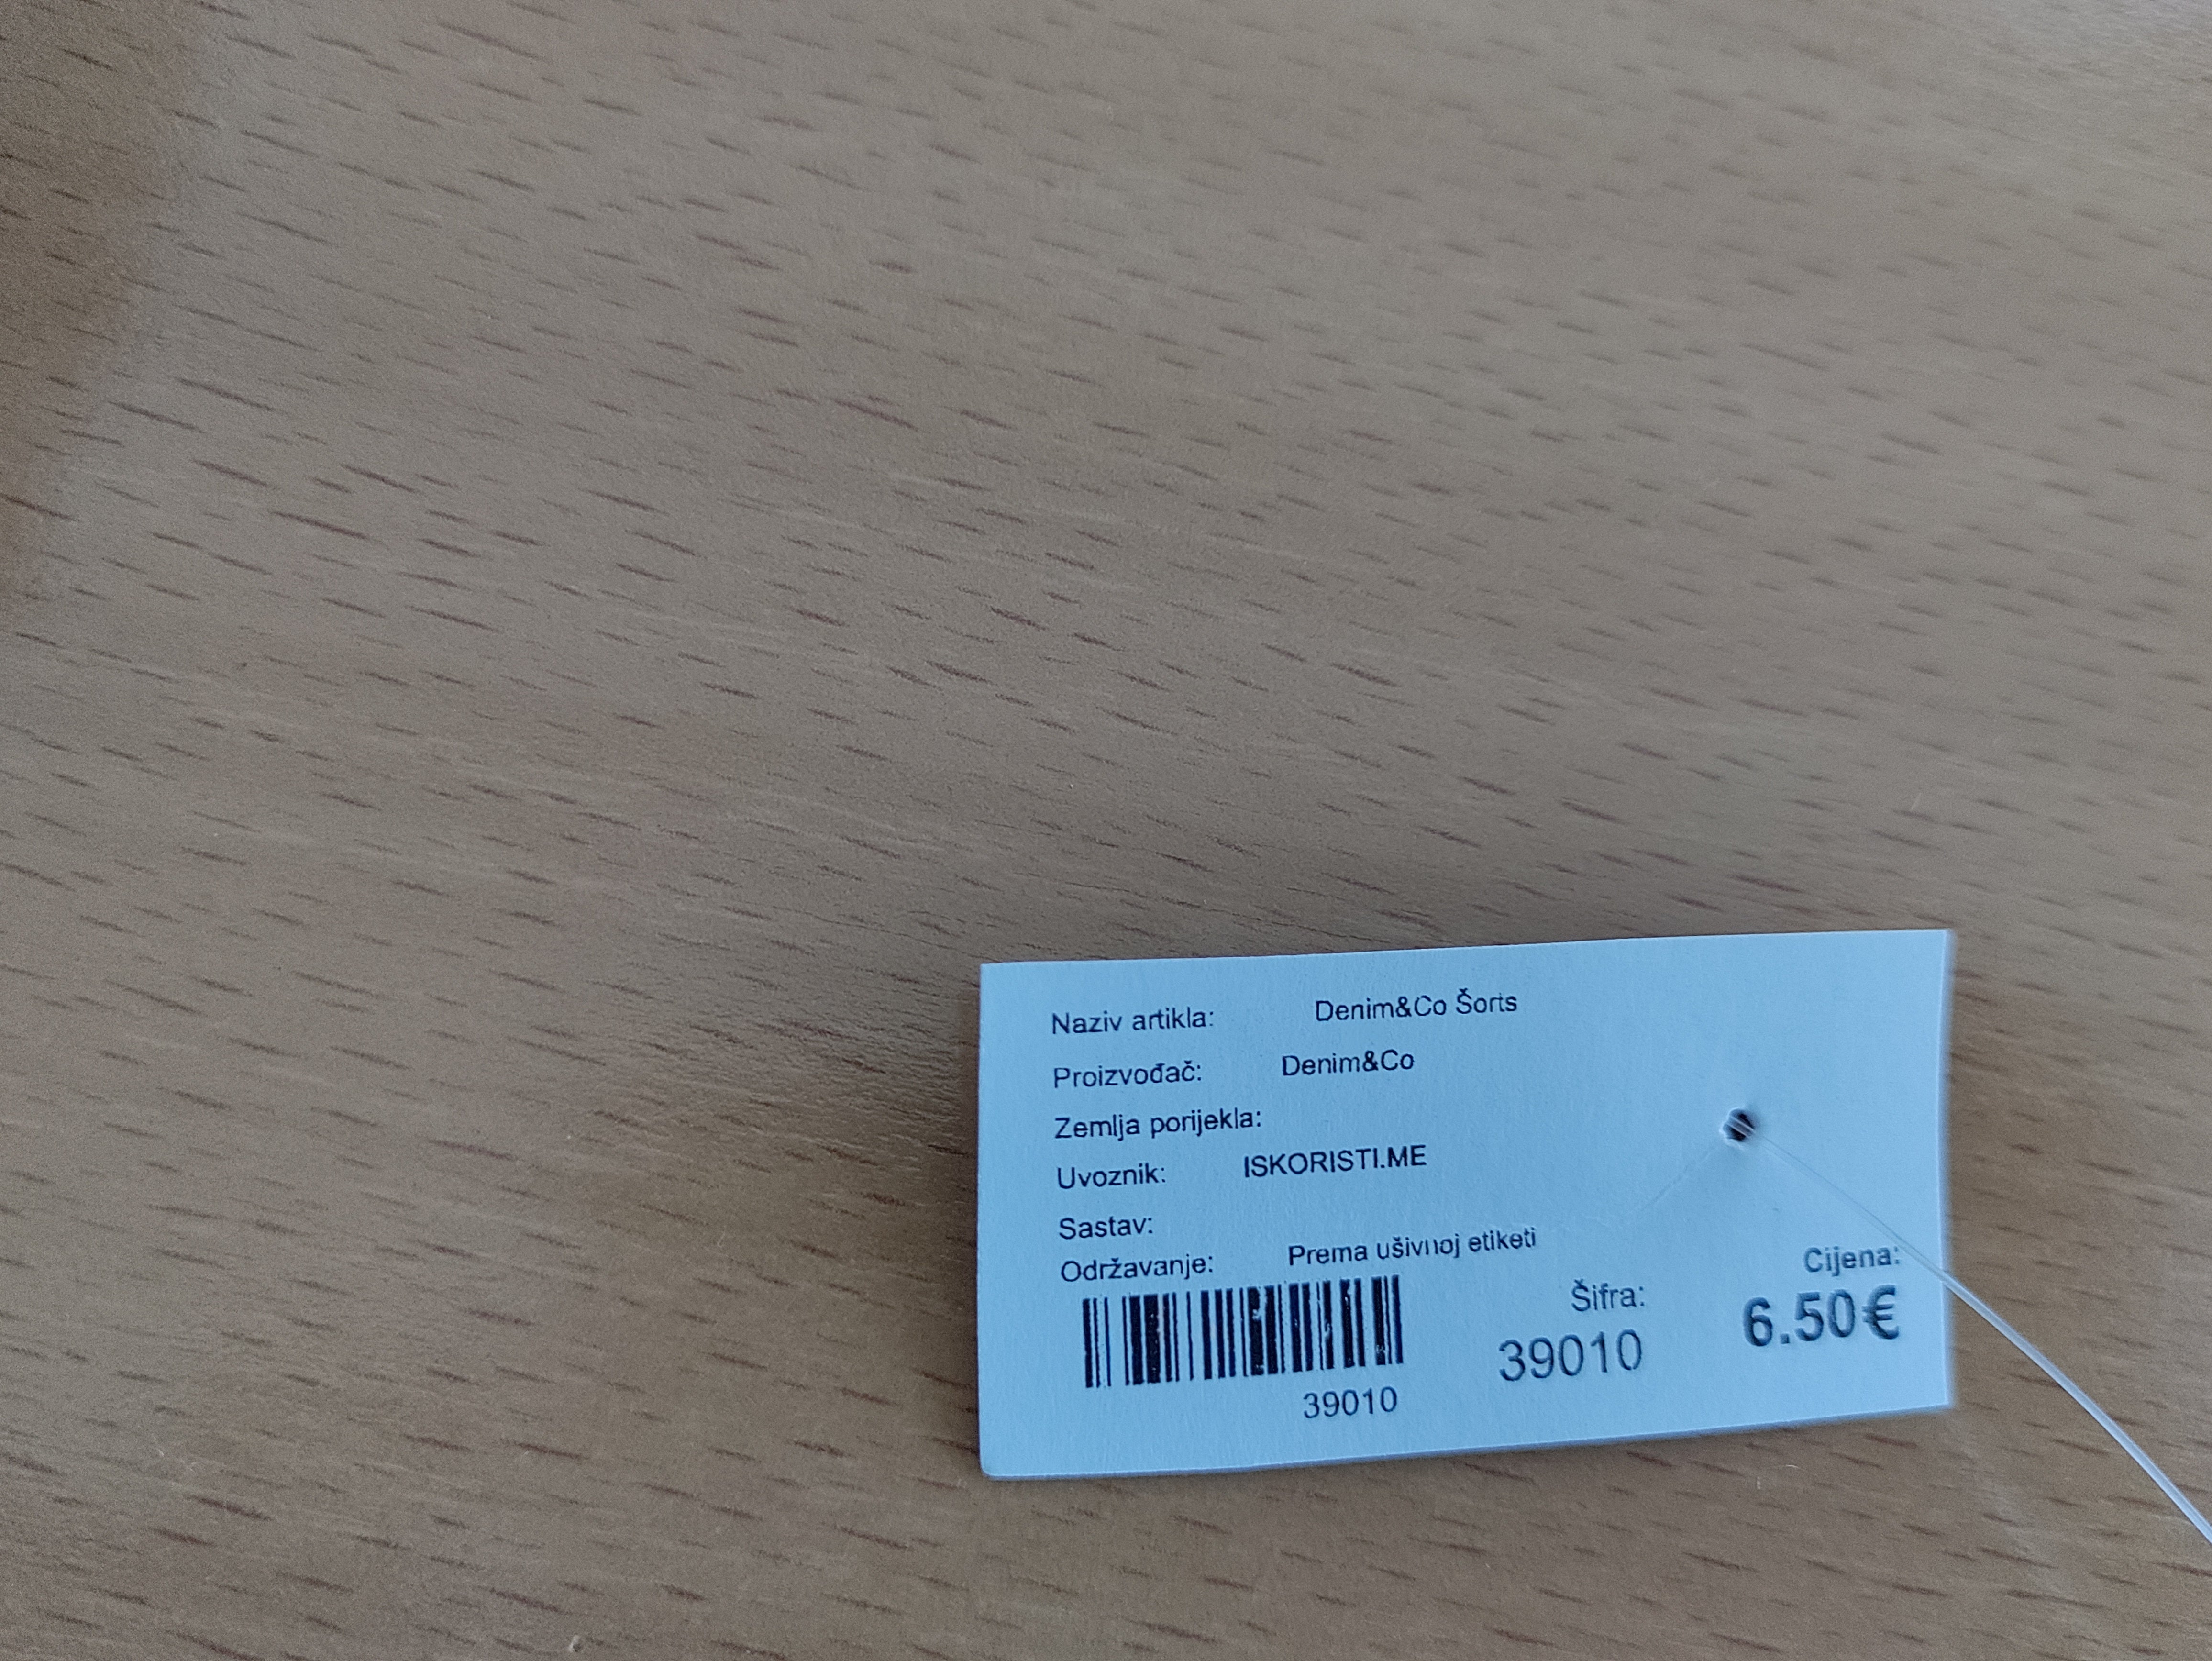 Naziv artikla: Denim&Co Šorts
Proizvođač: Denim&Co
Zemlja porijekla:
Uvoznik: ISKORISTI.ME
Sastav:
Održavanje: Prema ušivnoj etiketi
Šifra: Cijena:
39010 6.50€
39010